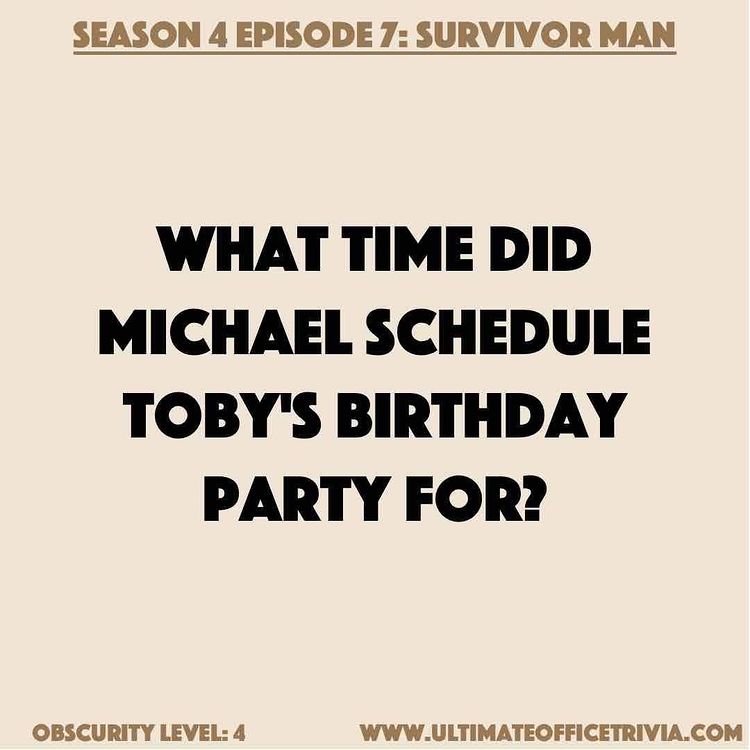 SEASON 4 EPISODE 7: SURVIVOR MAN
WHAT TIME DID
MICHAEL SCHEDULE
TOBY'S BIRTHDAY
PARTY FOR?
OBSCURITY LEVEL: 4
WWW.ULTIMATEOFFICETRIVIA.COM